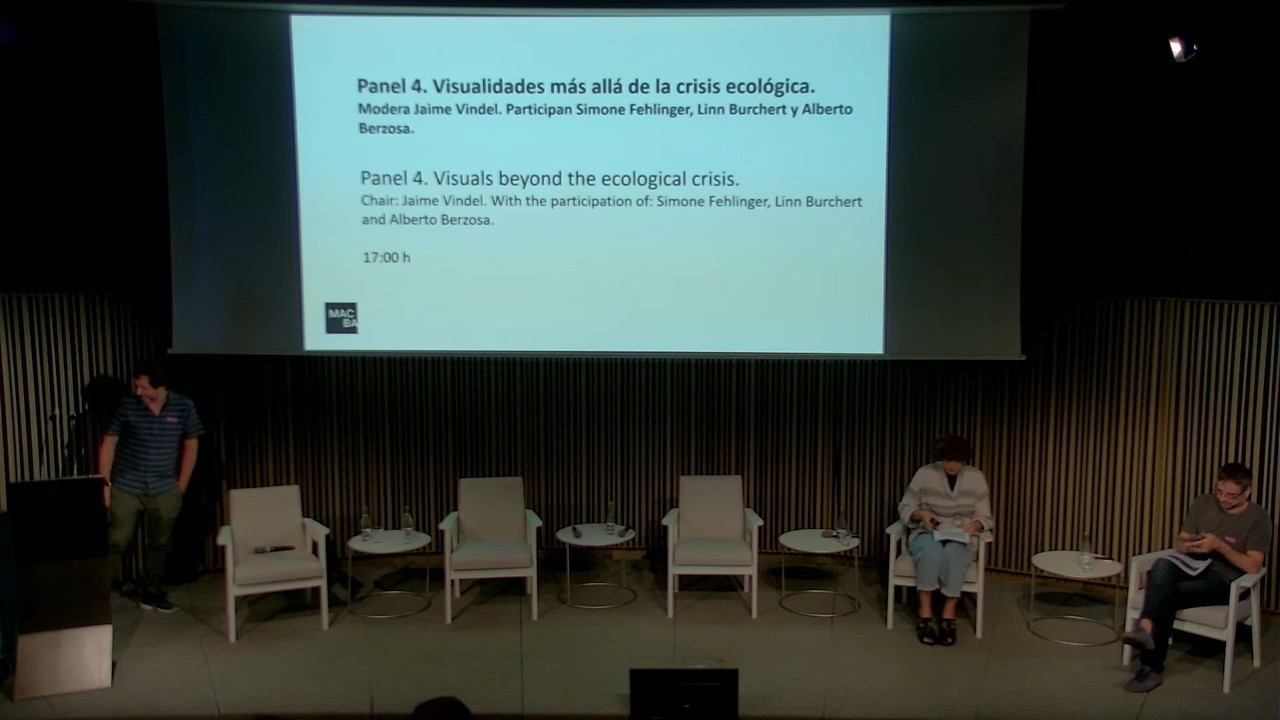 Panel 4. Visualidades más allá de la crisis ecológica.
Modera Jaime Vindel. Participan Simone Fehlinger, Linn Burchert y Alberto
Berzosa.
Panel 4. Visuals beyond the ecological crisis.
Chair: Jaime Vindel. With the participation of: Simone Fehlinger, Linn Burchert
and Alberto Berzosa.
17:00 h
MAC
BA